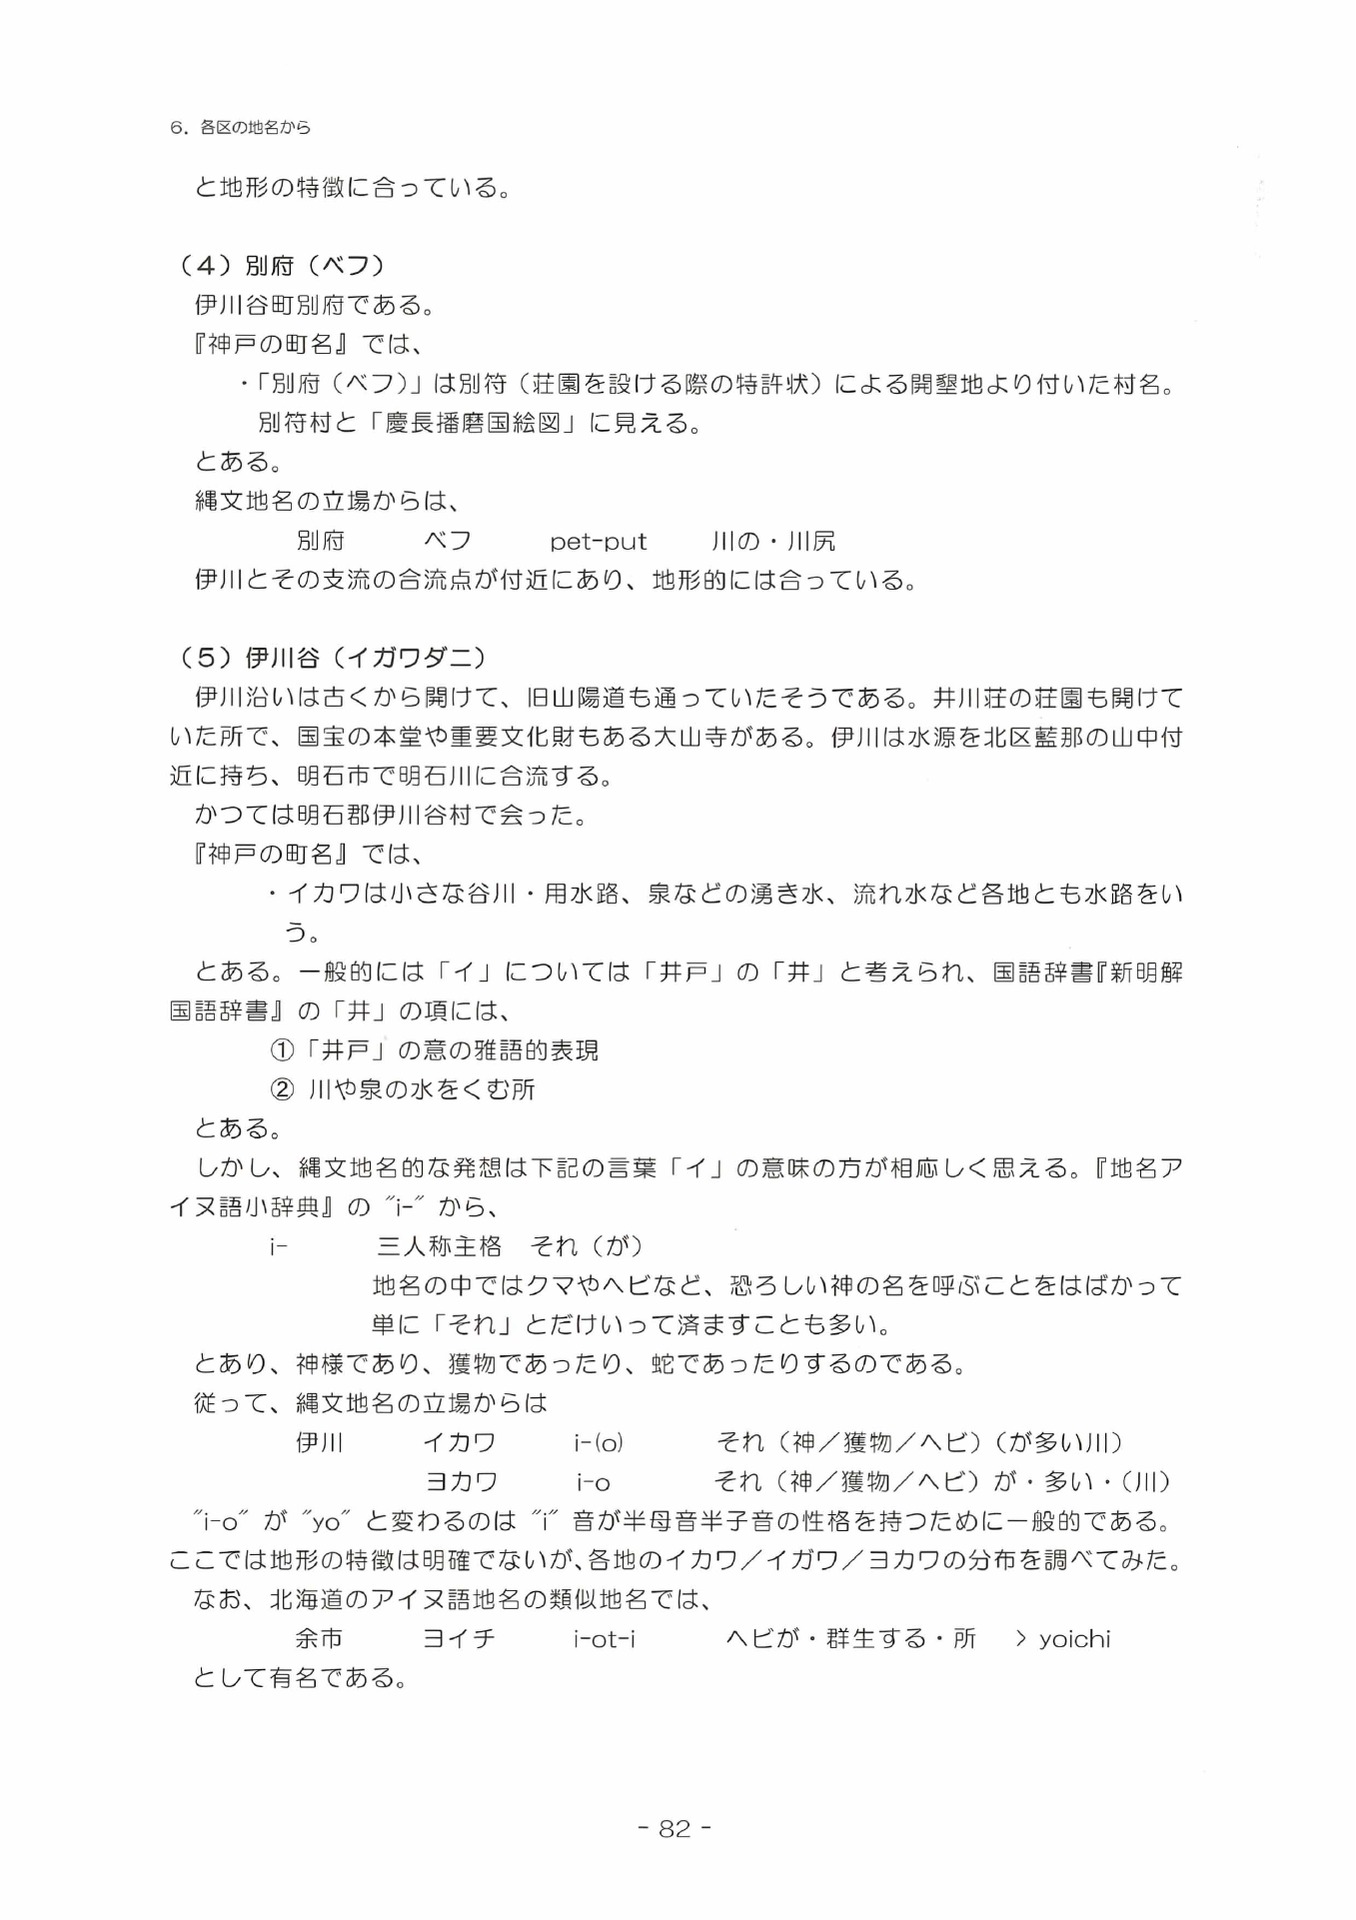 6．各区の地名から
と地形の特徴に合っている。
（4）別府（ベフ）
伊川谷町別府である。
『神戸の町名』では、
・「別府（ベフ）」は別符（荘園を設ける際の特許状）による開墾地より付いた村名。
別符村と「慶長播磨国絵図」に見える。
とある。
縄文地名の立場からは、
別府　ベフ　pet-put　川の・川尻
伊川とその支流の合流点が付近にあり、地形的には合っている。
（5）伊川谷（イガワダニ）
伊川沿いは古くから開けて、旧山陽道も通っていたそうである。井川荘の荘園も開けて
いた所で、国宝の本堂や重要文化財もある大山寺がある。伊川は水源を北区藍那の山中付
近に持ち、明石市で明石川に合流する。
かつては明石郡伊川谷村で会った。
『神戸の町名』では、
・イカワは小さな谷川・用水路、泉などの湧き水、流れ水など各地とも水路をい
う。
とある。一般的には「イ」については「井戸」の「井」と考えられ、国語辞書『新明解
国語辞書』の「井」の項には、
①「井戸」の意の雅語的表現
② 川や泉の水をくむ所
とある。
しかし、縄文地名的な発想は下記の言葉「イ」の意味の方が相応しく思える。『地名ア
イヌ語小辞典』の "i-" から、
i-　三人称主格　それ（が）
地名の中ではクマやヘビなど、恐ろしい神の名を呼ぶことをはばかって
単に「それ」とだけいって済ますことも多い。
とあり、神様であり、獲物であったり、蛇であったりするのである。
従って、縄文地名の立場からは
伊川　イカワ　i-(o)　それ（神／獲物／ヘビ）（が多い川）
ヨカワ　i-o　それ（神／獲物／ヘビ）が・多い・（川）
"i-o" が "yo" と変わるのは "i" 音が半母音半子音の性格を持つために一般的である。
ここでは地形の特徴は明確でないが、各地のイカワ／イガワ／ヨカワの分布を調べてみた。
なお、北海道のアイヌ語地名の類似地名では、
余市　ヨイチ　i-ot-i　ヘビが・群生する・所　> yoichi
として有名である。
- 82 -